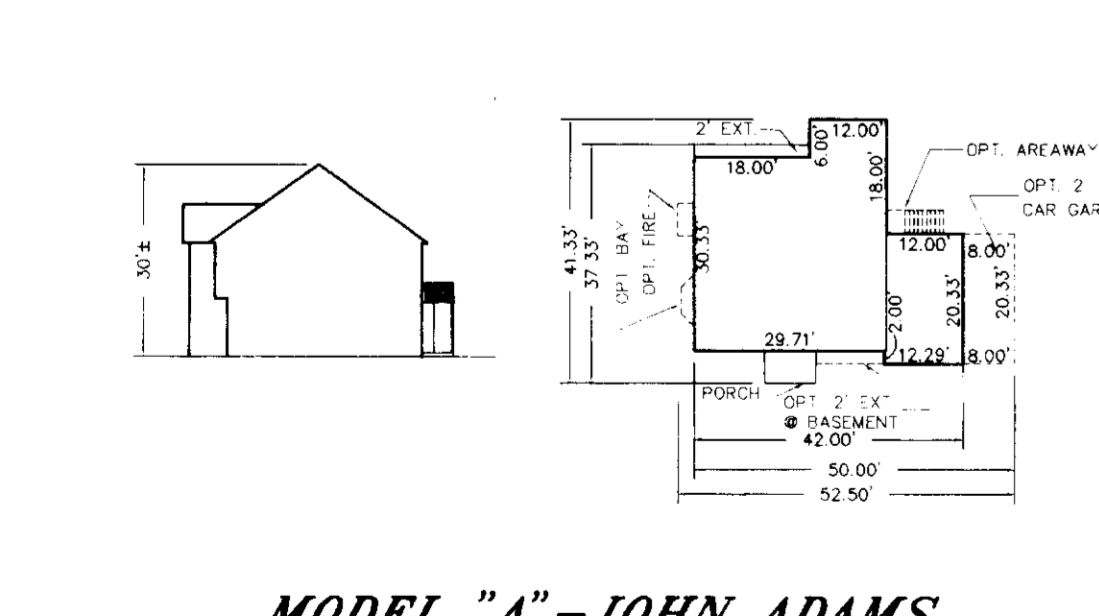 30'±
2' EXT.
12.00'
6.00'
18.00'
18.00'
OPT. AREAWAY
OPT. 2
CAR GAR
41.33'
37.33'
OPT BAY
OPT. FIRE
30.33'
12.00'
8.00'
20.33'
20.33'
2.00'
29.71'
12.29'
8.00'
PORCH
OPT 2' EXT
@ BASEMENT
42.00'
50.00'
52.50'
MODEL "A" - JOHN ADAMS